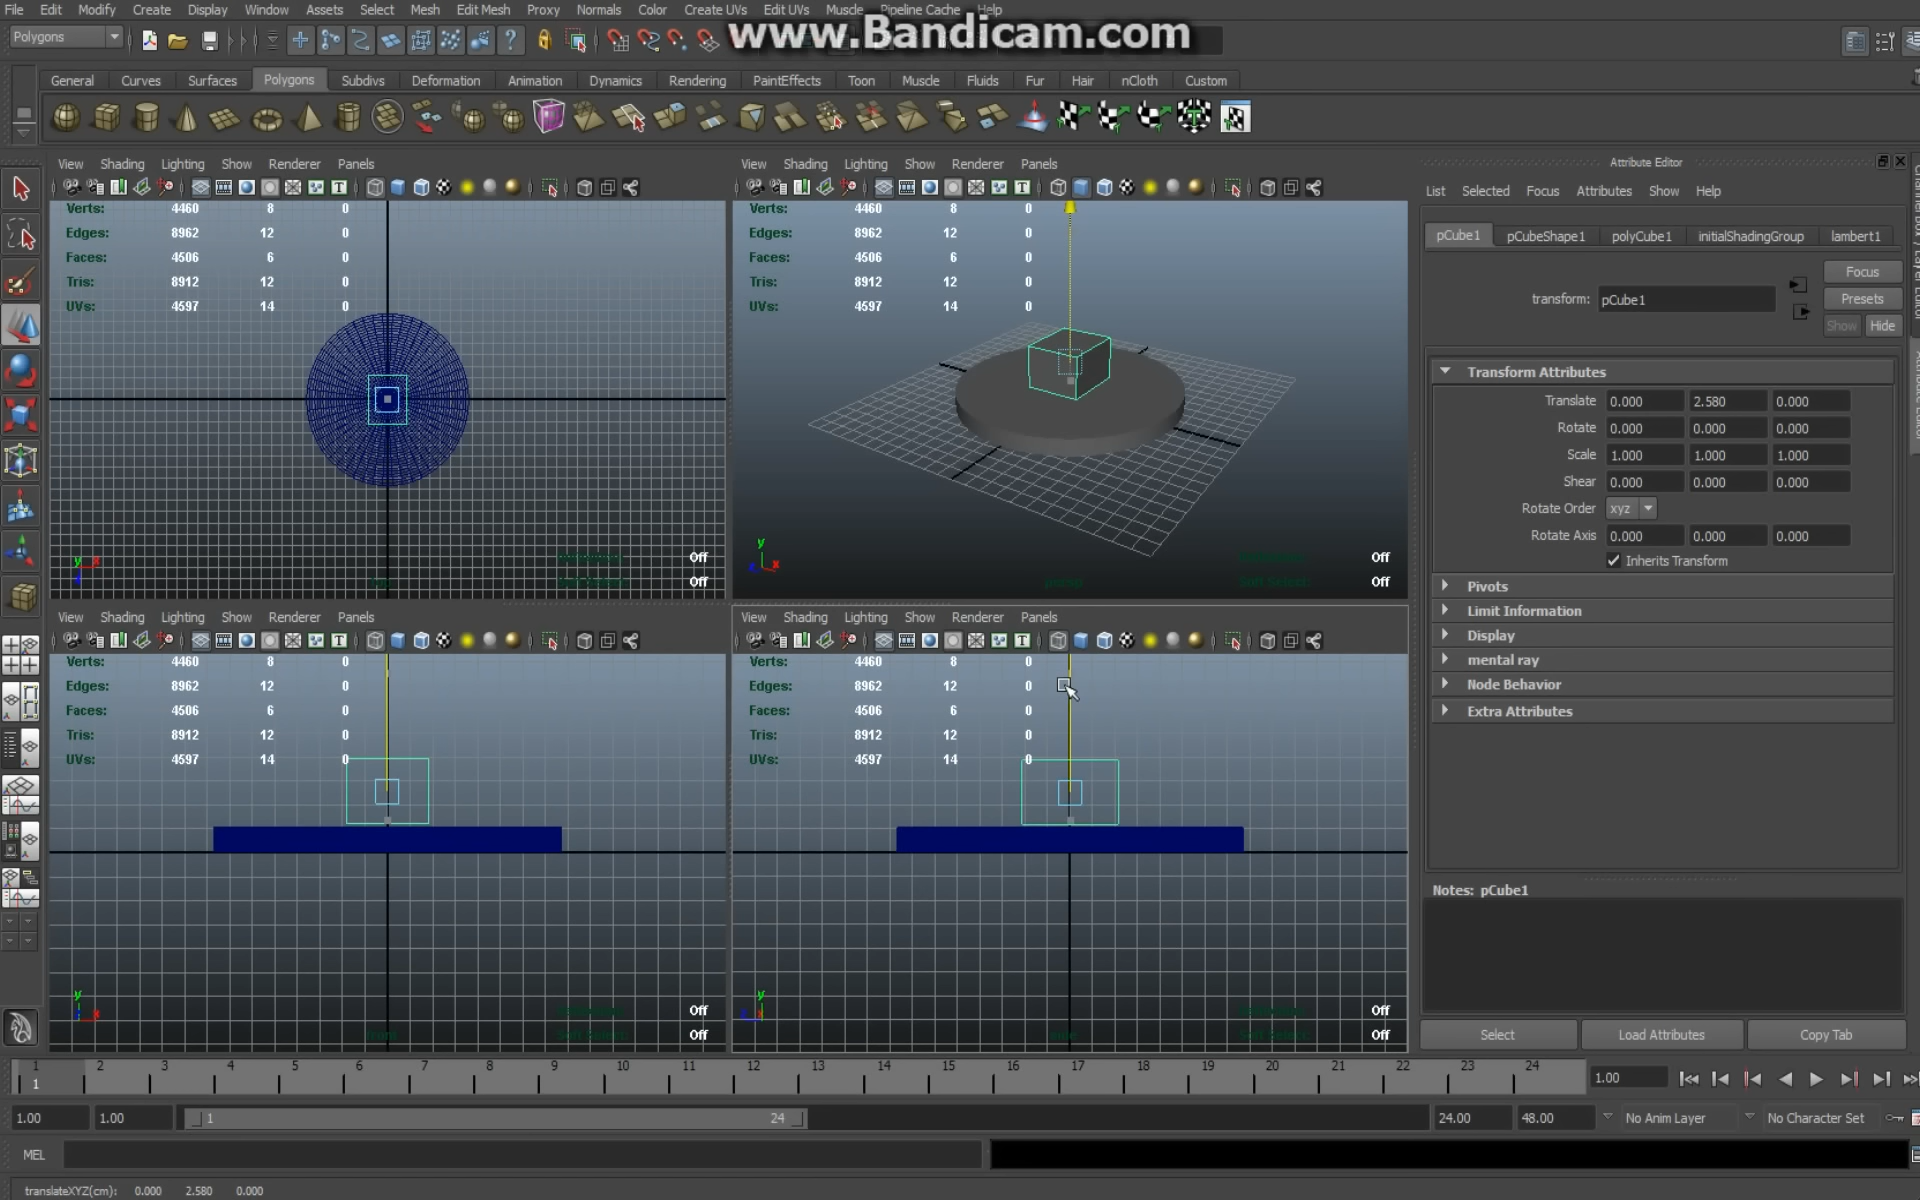 File Edit Modify Create Display Window Assets Select Mesh Edit Mesh Proxy Normals Color Create UVs Edit UVs Muscle Pipeline Cache Help
www.Bandicam.com
Polygons
General Curves Surfaces Polygons Subdivs Deformation Animation Dynamics Rendering PaintEffects Toon Muscle Fluids Fur Hair nCloth Custom
View Shading Lighting Show Renderer Panels
Verts: 4460 8 0
Edges: 8962 12 0
Faces: 4506 6 0
Tris: 8912 12 0
UVs: 4597 14 0
y x
Off
Soft Select: Off
top
View Shading Lighting Show Renderer Panels
Verts: 4460 8 0
Edges: 8962 12 0
Faces: 4506 6 0
Tris: 8912 12 0
UVs: 4597 14 0
y
x
Off
persp
Soft Select: Off
View Shading Lighting Show Renderer Panels
Verts: 4460 8 0
Edges: 8962 12 0
Faces: 4506 6 0
Tris: 8912 12 0
UVs: 4597 14 0
y
x
Off
front
Soft Select: Off
View Shading Lighting Show Renderer Panels
Verts: 4460 8 0
Edges: 8962 12 0
Faces: 4506 6 0
Tris: 8912 12 0
UVs: 4597 14 0
y
Off
side
Soft Select: Off
Attribute Editor
List Selected Focus Attributes Show Help
pCube1 pCubeShape1 polyCube1 initialShadingGroup lambert1
transform: pCube1
Focus
Presets
Show Hide
Transform Attributes
Translate 0.000 2.580 0.000
Rotate 0.000 0.000 0.000
Scale 1.000 1.000 1.000
Shear 0.000 0.000 0.000
Rotate Order xyz
Rotate Axis 0.000 0.000 0.000
Inherits Transform
Pivots
Limit Information
Display
mental ray
Node Behavior
Extra Attributes
Notes: pCube1
Select Load Attributes Copy Tab
1 2 3 4 5 6 7 8 9 10 11 12 13 14 15 16 17 18 19 20 21 22 23 24
1
1.00
1.00 1.00 1 24 24.00 48.00 No Anim Layer No Character Set
MEL
translateXYZ(cm): 0.000 2.580 0.000